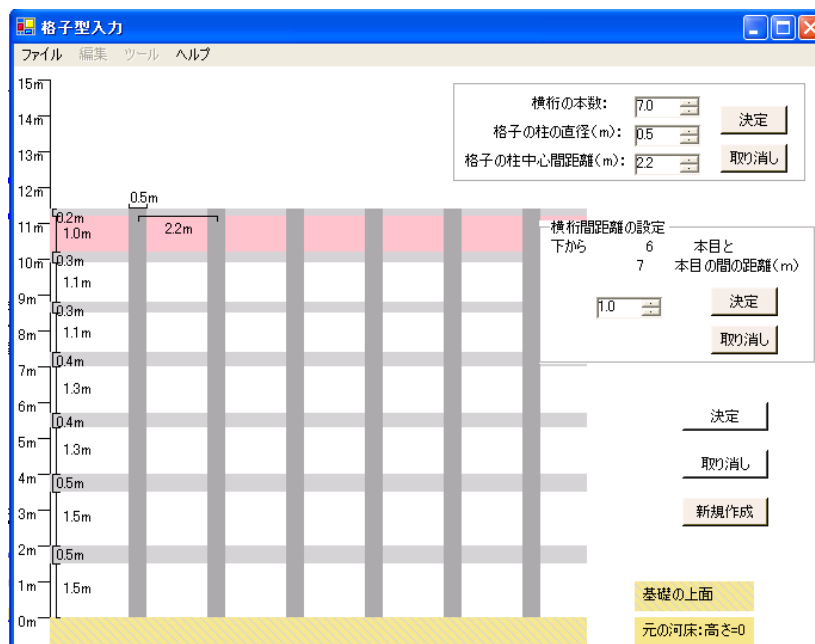 格子型入力
ファイル 編集 ツール ヘルプ
15m
14m
13m
12m
11m
10m
9m
8m
7m
6m
5m
4m
3m
2m
1m
0m
0.5m
2.2m
0.2m
1.0m
0.3m
1.1m
0.3m
1.1m
0.4m
1.3m
0.4m
1.3m
0.5m
1.5m
0.5m
1.5m
横桁の本数: 7.0
格子の柱の直径(m): 0.5
格子の柱中心間距離(m): 2.2
決定
取り消し
横桁間距離の設定
下から 6 本目と
7 本目の間の距離(m)
1.0
決定
取り消し
決定
取り消し
新規作成
基礎の上面
元の河床:高さ=0